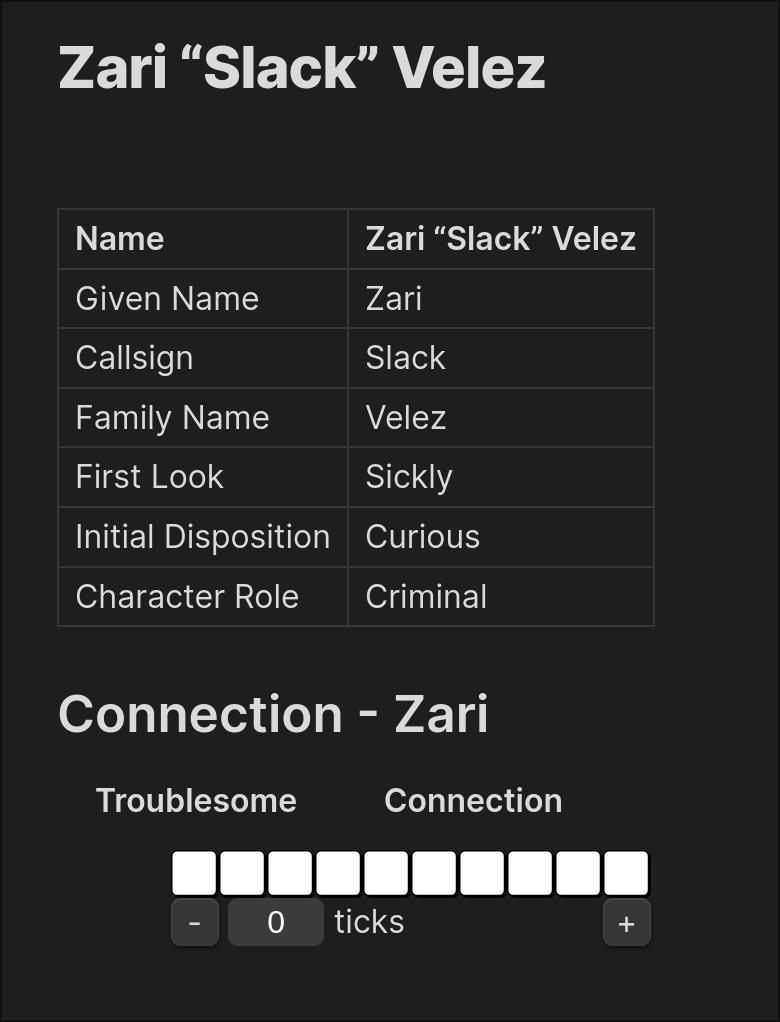 Zari “Slack” Velez
Name Zari “Slack” Velez
Given Name Zari
Callsign Slack
Family Name Velez
First Look Sickly
Initial Disposition Curious
Character Role Criminal
Connection - Zari
Troublesome Connection
- 0 ticks +